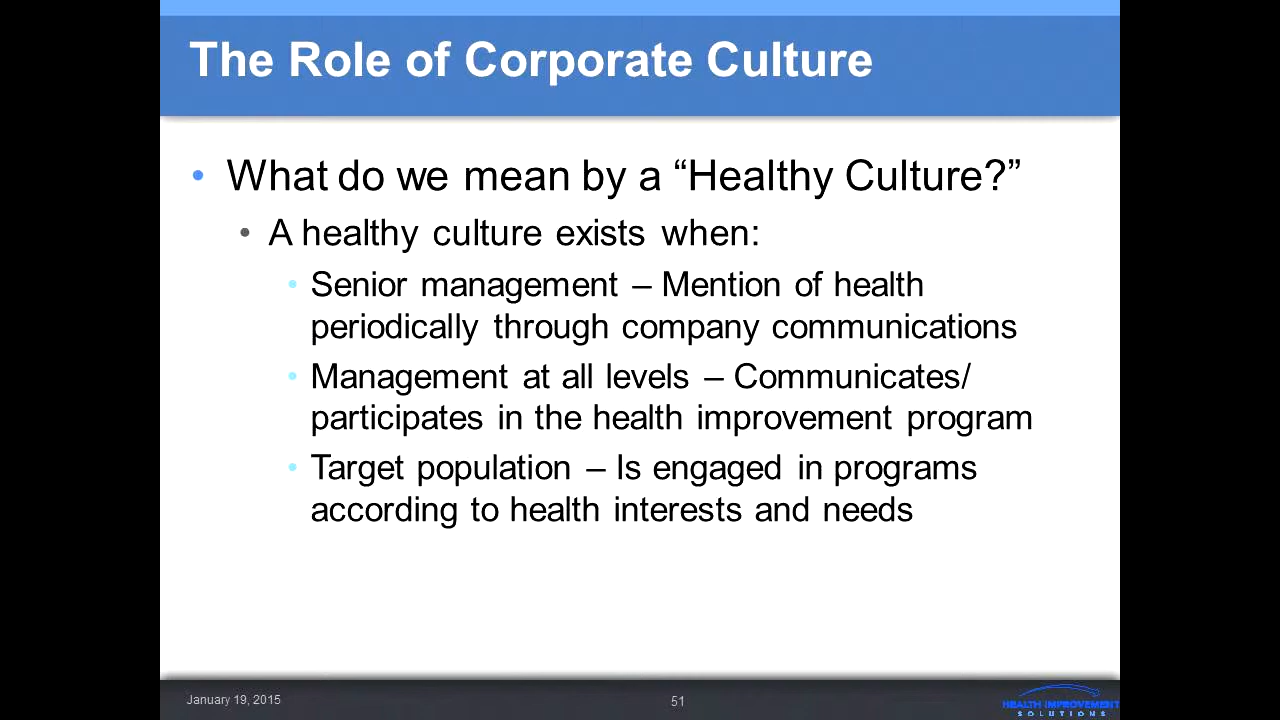 The Role of Corporate Culture
• What do we mean by a “Healthy Culture?”
• A healthy culture exists when:
• Senior management – Mention of health
periodically through company communications
• Management at all levels – Communicates/
participates in the health improvement program
• Target population – Is engaged in programs
according to health interests and needs
January 19, 2015
51
HEALTH IMPROVEMENT
SOLUTIONS